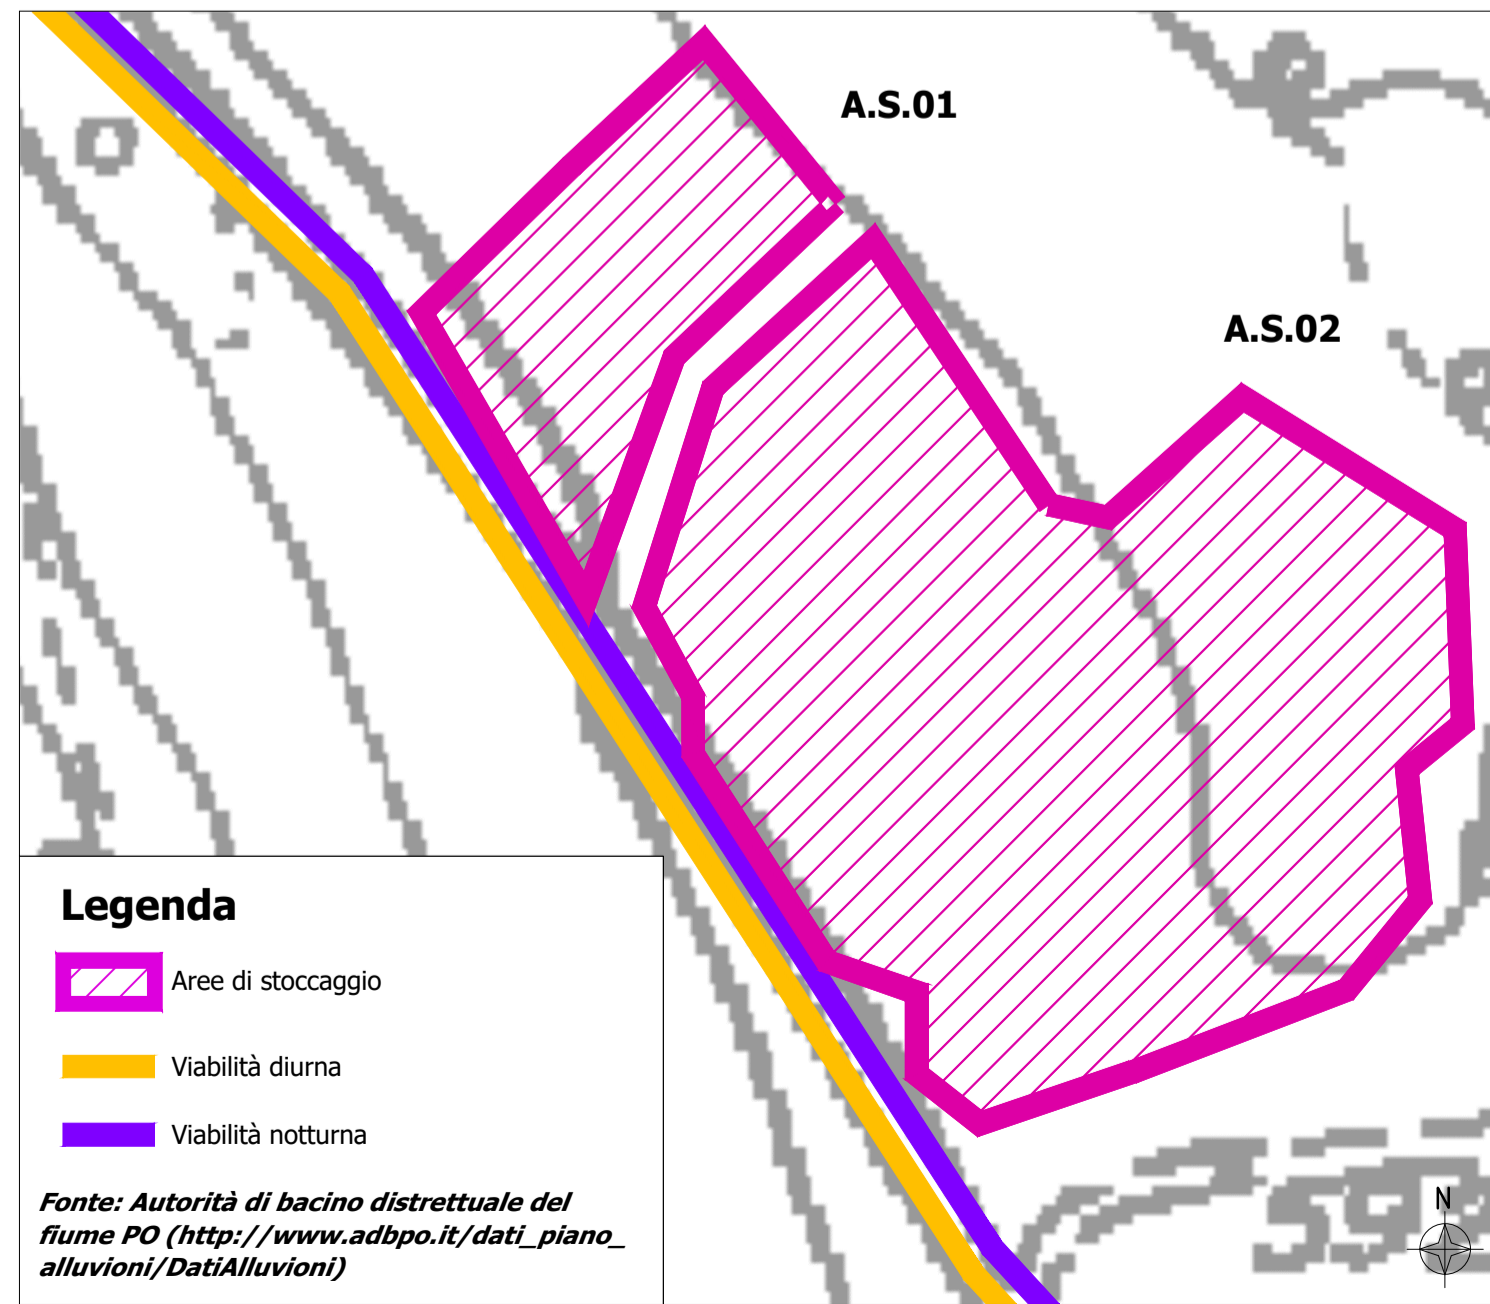 A.S.01
A.S.02
Legenda
Aree di stoccaggio
Viabilità diurna
Viabilità notturna
Fonte: Autorità di bacino distrettuale del
fiume PO (http://www.adbpo.it/dati_piano_
alluvioni/DatiAlluvioni)
N